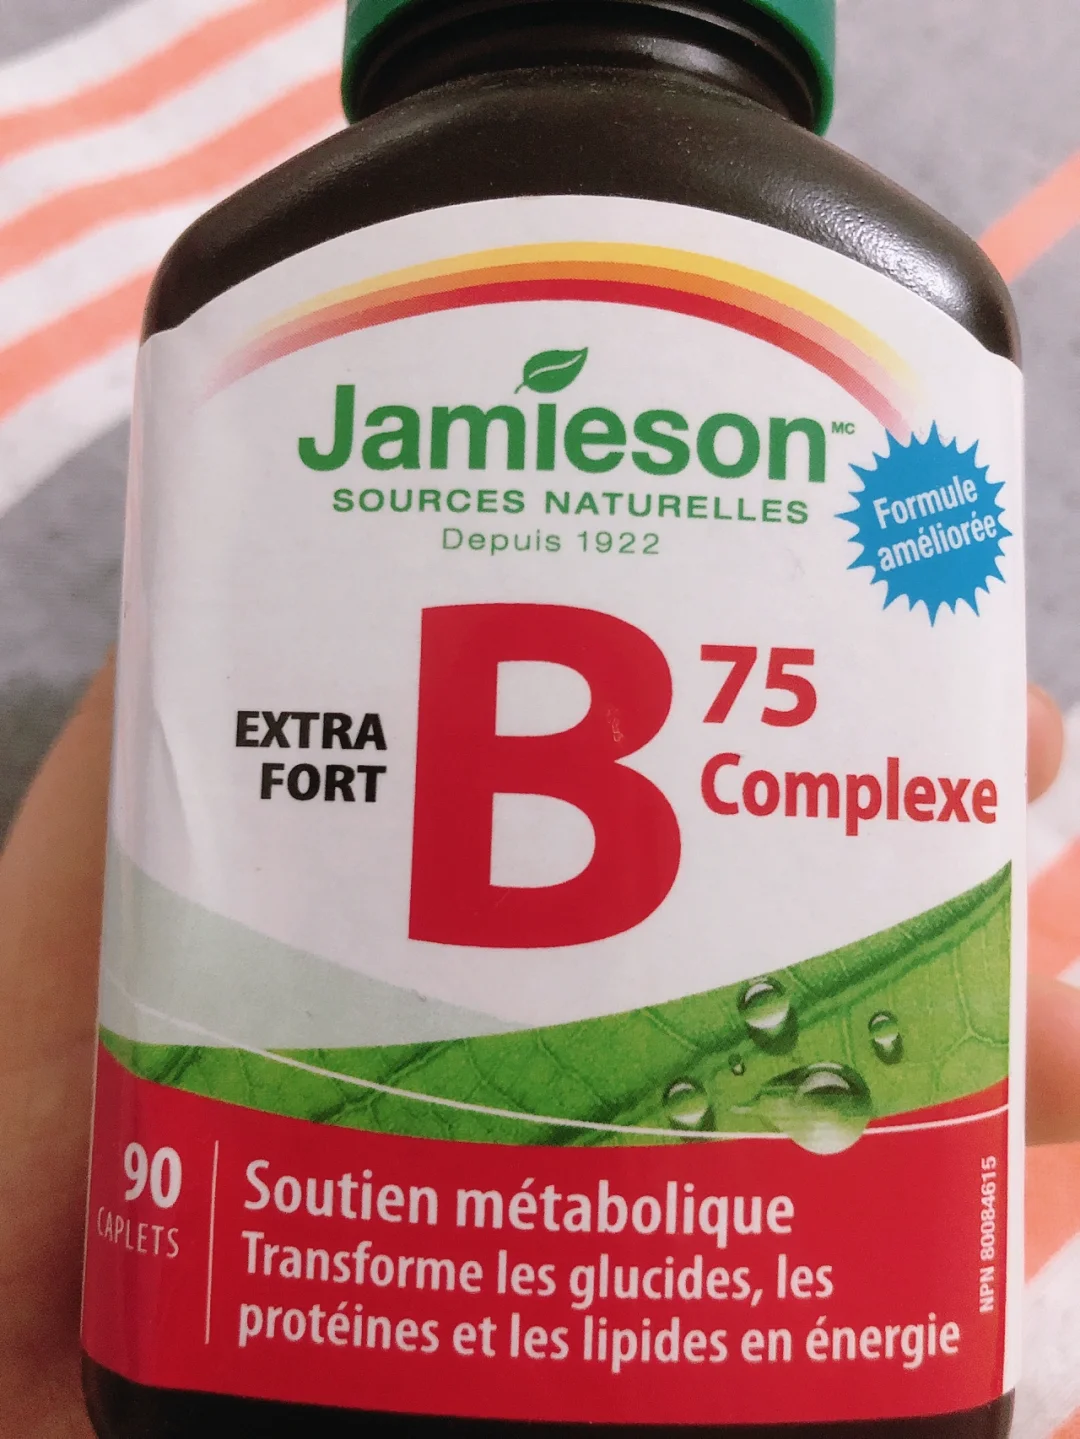 Jamieson MC
SOURCES NATURELLES
Depuis 1922
Formule
améliorée
EXTRA
FORT
B
75
Complexe
90
CAPLETS
Soutien métabolique
Transforme les glucides, les
protéines et les lipides en énergie
NPN 80084615